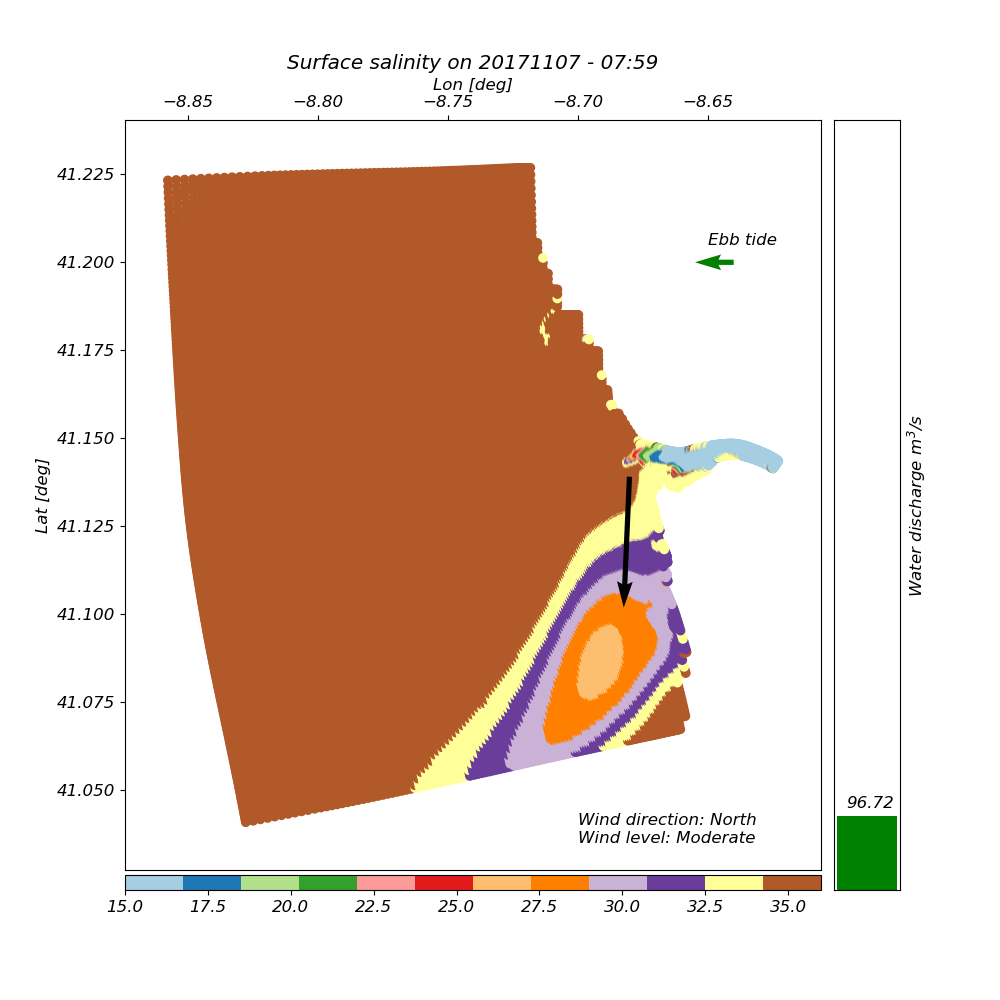 Surface salinity on 20171107 - 07:59
Lon [deg]
−8.85 −8.80 −8.75 −8.70 −8.65
41.225
41.200
41.175
41.150
41.125
41.100
41.075
41.050
Lat [deg]
Ebb tide
Wind direction: North
Wind level: Moderate
15.0 17.5 20.0 22.5 25.0 27.5 30.0 32.5 35.0
96.72
Water discharge m³/s